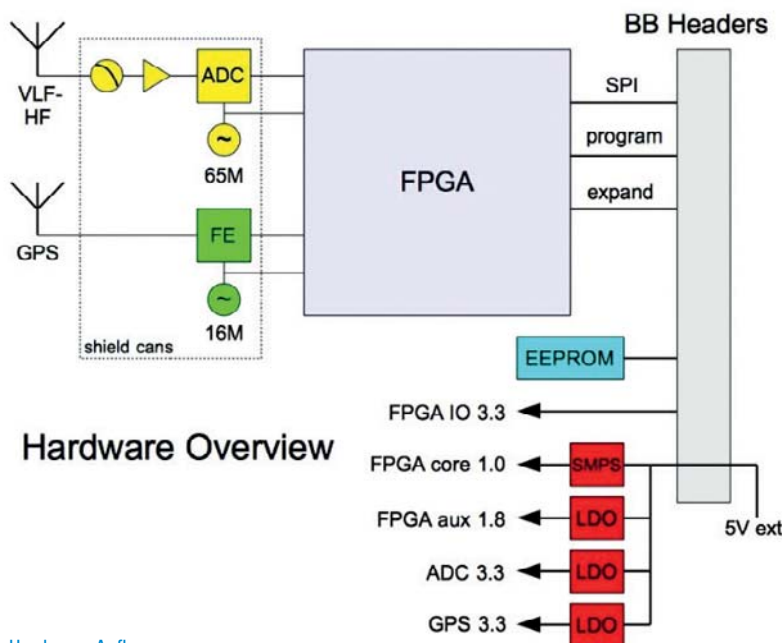 BB Headers
VLF-
HF
ADC
65M
SPI
program
expand
FPGA
GPS
FE
16M
shield cans
EEPROM
FPGA IO 3.3
Hardware Overview
FPGA core 1.0
SMPS
FPGA aux 1.8
LDO
5V ext
ADC 3.3
LDO
GPS 3.3
LDO